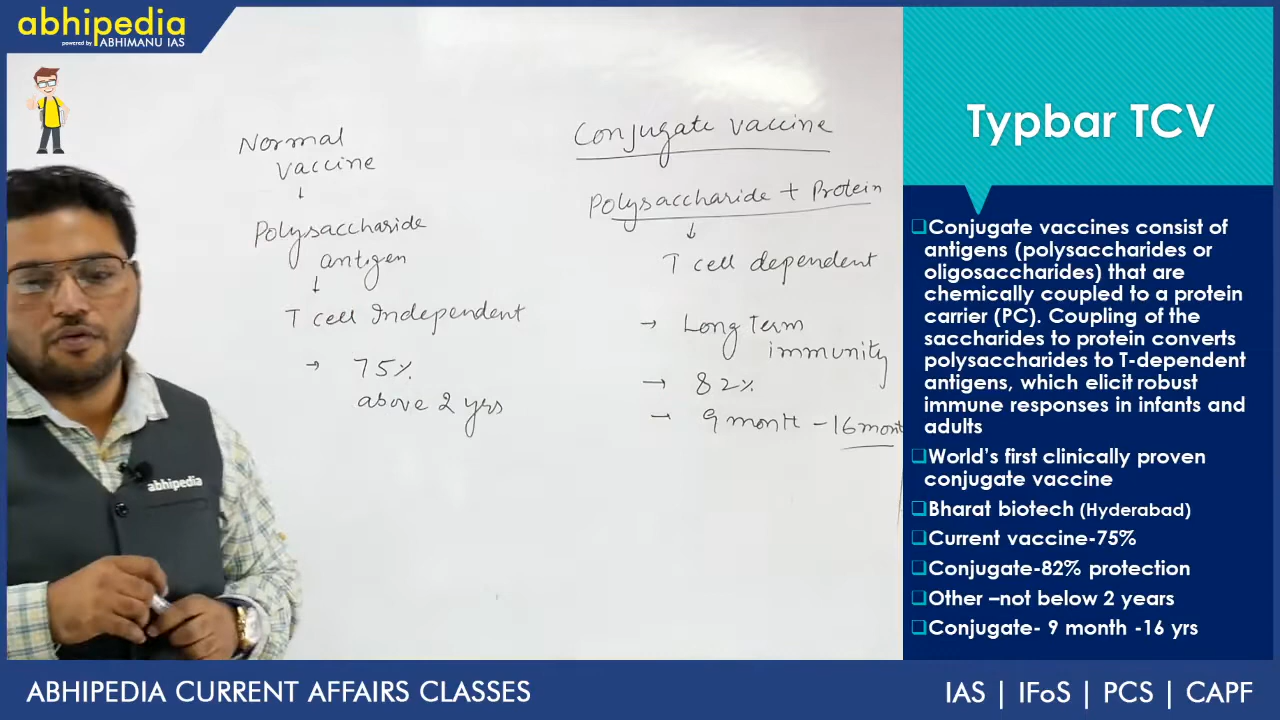 abhipedia
powered by ABHIMANU IAS
Normal
vaccine
↓
Polysaccharide
antigen
↓
T cell Independent
→ 75%
above 2 yrs
Conjugate vaccine
Polysaccharide + Protein
↓
T cell dependent
→ Long Term
immunity
→ 82%
→ 9 month - 16 mont
abhipedia
Typbar TCV
❑Conjugate vaccines consist of
antigens (polysaccharides or
oligosaccharides) that are
chemically coupled to a protein
carrier (PC). Coupling of the
saccharides to protein converts
polysaccharides to T-dependent
antigens, which elicit robust
immune responses in infants and
adults
❑World's first clinically proven
conjugate vaccine
❑Bharat biotech (Hyderabad)
❑Current vaccine-75%
❑Conjugate-82% protection
❑Other –not below 2 years
❑Conjugate- 9 month -16 yrs
ABHIPEDIA CURRENT AFFAIRS CLASSES
IAS | IFoS | PCS | CAPF